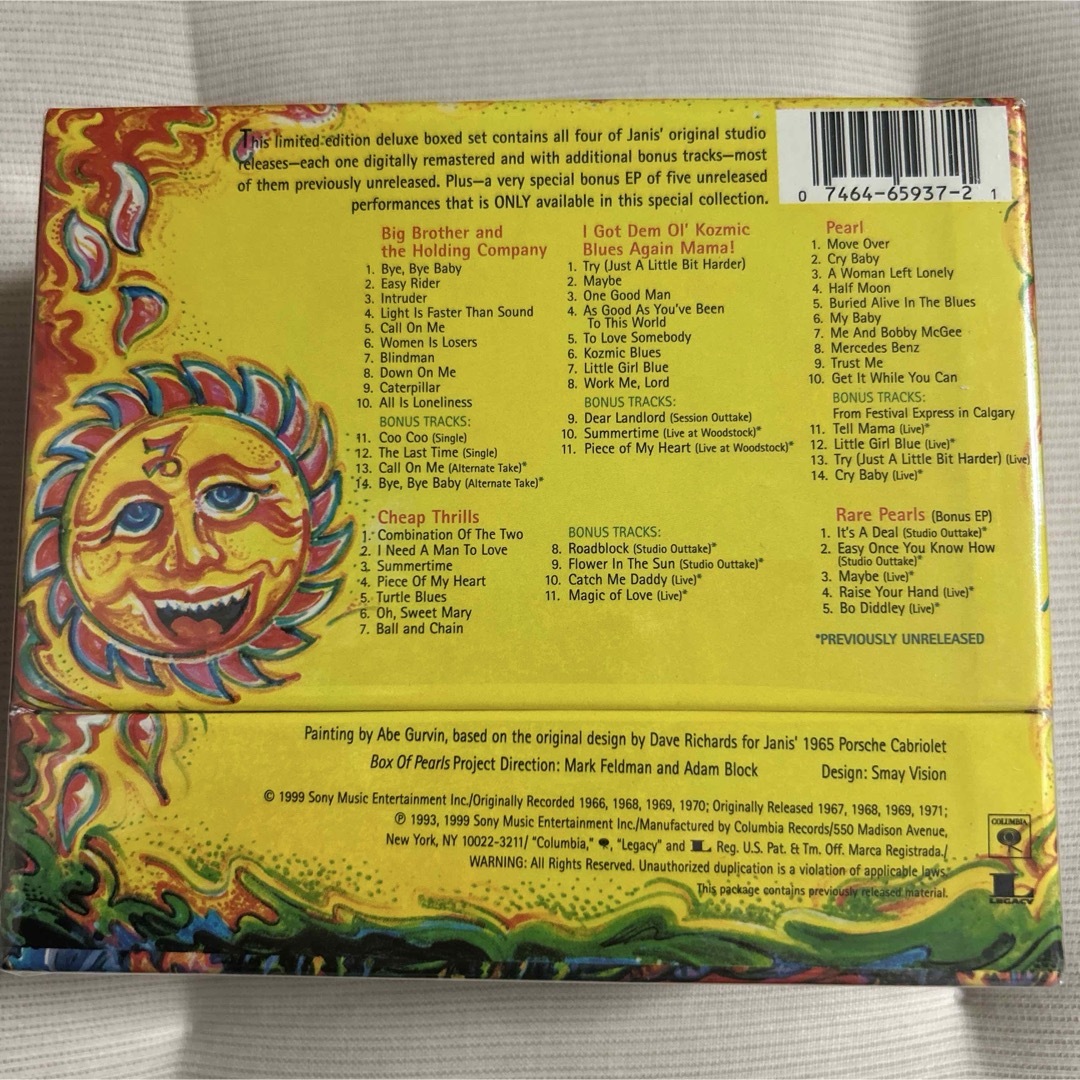 This limited edition deluxe boxed set contains all four of Janis' original studio
releases—each one digitally remastered and with additional bonus tracks—most
of them previously unreleased. Plus—a very special bonus EP of five unreleased
performances that is ONLY available in this special collection.
0 7464-65937-2 1
Big Brother and
the Holding Company
1. Bye, Bye Baby
2. Easy Rider
3. Intruder
4. Light Is Faster Than Sound
5. Call On Me
6. Women Is Losers
7. Blindman
8. Down On Me
9. Caterpillar
10. All Is Loneliness
BONUS TRACKS:
11. Coo Coo (Single)
12. The Last Time (Single)
13. Call On Me (Alternate Take)*
14. Bye, Bye Baby (Alternate Take)*
I Got Dem Ol' Kozmic
Blues Again Mama!
1. Try (Just A Little Bit Harder)
2. Maybe
3. One Good Man
4. As Good As You've Been
To This World
5. To Love Somebody
6. Kozmic Blues
7. Little Girl Blue
8. Work Me, Lord
BONUS TRACKS:
9. Dear Landlord (Session Outtake)
10. Summertime (Live at Woodstock)*
11. Piece of My Heart (Live at Woodstock)*
Pearl
1. Move Over
2. Cry Baby
3. A Woman Left Lonely
4. Half Moon
5. Buried Alive In The Blues
6. My Baby
7. Me And Bobby McGee
8. Mercedes Benz
9. Trust Me
10. Get It While You Can
BONUS TRACKS:
From Festival Express in Calgary
11. Tell Mama (Live)*
12. Little Girl Blue (Live)*
13. Try (Just A Little Bit Harder) (Live)
14. Cry Baby (Live)*
Cheap Thrills
1. Combination Of The Two
2. I Need A Man To Love
3. Summertime
4. Piece Of My Heart
5. Turtle Blues
6. Oh, Sweet Mary
7. Ball and Chain
BONUS TRACKS:
8. Roadblock (Studio Outtake)*
9. Flower In The Sun (Studio Outtake)*
10. Catch Me Daddy (Live)*
11. Magic of Love (Live)*
Rare Pearls (Bonus EP)
1. It's A Deal (Studio Outtake)*
2. Easy Once You Know How
(Studio Outtake)*
3. Maybe (Live)*
4. Raise Your Hand (Live)*
5. Bo Diddley (Live)*
*PREVIOUSLY UNRELEASED
Painting by Abe Gurvin, based on the original design by Dave Richards for Janis' 1965 Porsche Cabriolet
Box Of Pearls Project Direction: Mark Feldman and Adam Block Design: Smay Vision
© 1999 Sony Music Entertainment Inc./Originally Recorded 1966, 1968, 1969, 1970; Originally Released 1967, 1968, 1969, 1971;
℗ 1993, 1999 Sony Music Entertainment Inc./Manufactured by Columbia Records/550 Madison Avenue,
New York, NY 10022-3211/ "Columbia," "Legacy" and L Reg. U.S. Pat. & Tm. Off. Marca Registrada./
WARNING: All Rights Reserved. Unauthorized duplication is a violation of applicable laws.
This package contains previously released material.
COLUMBIA
L
LEGACY